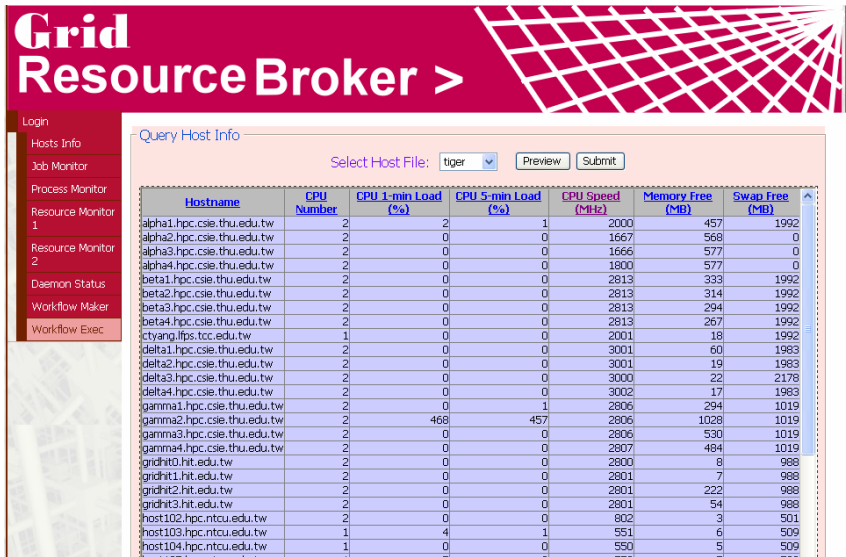 Grid
Resource Broker >
Login
Hosts Info
Job Monitor
Process Monitor
Resource Monitor
1
Resource Monitor
2
Daemon Status
Workflow Maker
Workflow Exec
Query Host Info
Select Host File: tiger Preview Submit
Hostname CPU Number CPU 1-min Load (%) CPU 5-min Load (%) CPU Speed (MHz) Memory Free (MB) Swap Free (MB)
alpha1.hpc.csie.thu.edu.tw 2 2 1 2000 457 1992
alpha2.hpc.csie.thu.edu.tw 2 0 0 1667 568 0
alpha3.hpc.csie.thu.edu.tw 2 0 0 1666 577 0
alpha4.hpc.csie.thu.edu.tw 2 0 0 1800 577 0
beta1.hpc.csie.thu.edu.tw 2 0 0 2813 333 1992
beta2.hpc.csie.thu.edu.tw 2 0 0 2813 314 1992
beta3.hpc.csie.thu.edu.tw 2 0 0 2813 294 1992
beta4.hpc.csie.thu.edu.tw 2 0 0 2813 267 1992
ctyang.lfps.tcc.edu.tw 1 0 0 2001 18 1992
delta1.hpc.csie.thu.edu.tw 2 0 0 3001 60 1983
delta2.hpc.csie.thu.edu.tw 2 0 0 3001 19 1983
delta3.hpc.csie.thu.edu.tw 2 0 0 3000 22 2178
delta4.hpc.csie.thu.edu.tw 2 0 0 3002 17 1983
gamma1.hpc.csie.thu.edu.tw 2 0 1 2806 294 1019
gamma2.hpc.csie.thu.edu.tw 2 468 457 2806 1028 1019
gamma3.hpc.csie.thu.edu.tw 2 0 0 2806 530 1019
gamma4.hpc.csie.thu.edu.tw 2 0 0 2807 484 1019
gridhit0.hit.edu.tw 2 0 0 2800 8 988
gridhit1.hit.edu.tw 2 0 0 2801 7 988
gridhit2.hit.edu.tw 2 0 0 2801 222 988
gridhit3.hit.edu.tw 2 0 0 2801 54 988
host102.hpc.ntcu.edu.tw 2 0 0 802 3 501
host103.hpc.ntcu.edu.tw 1 4 1 551 6 509
host104.hpc.ntcu.edu.tw 1 0 0 550 5 509